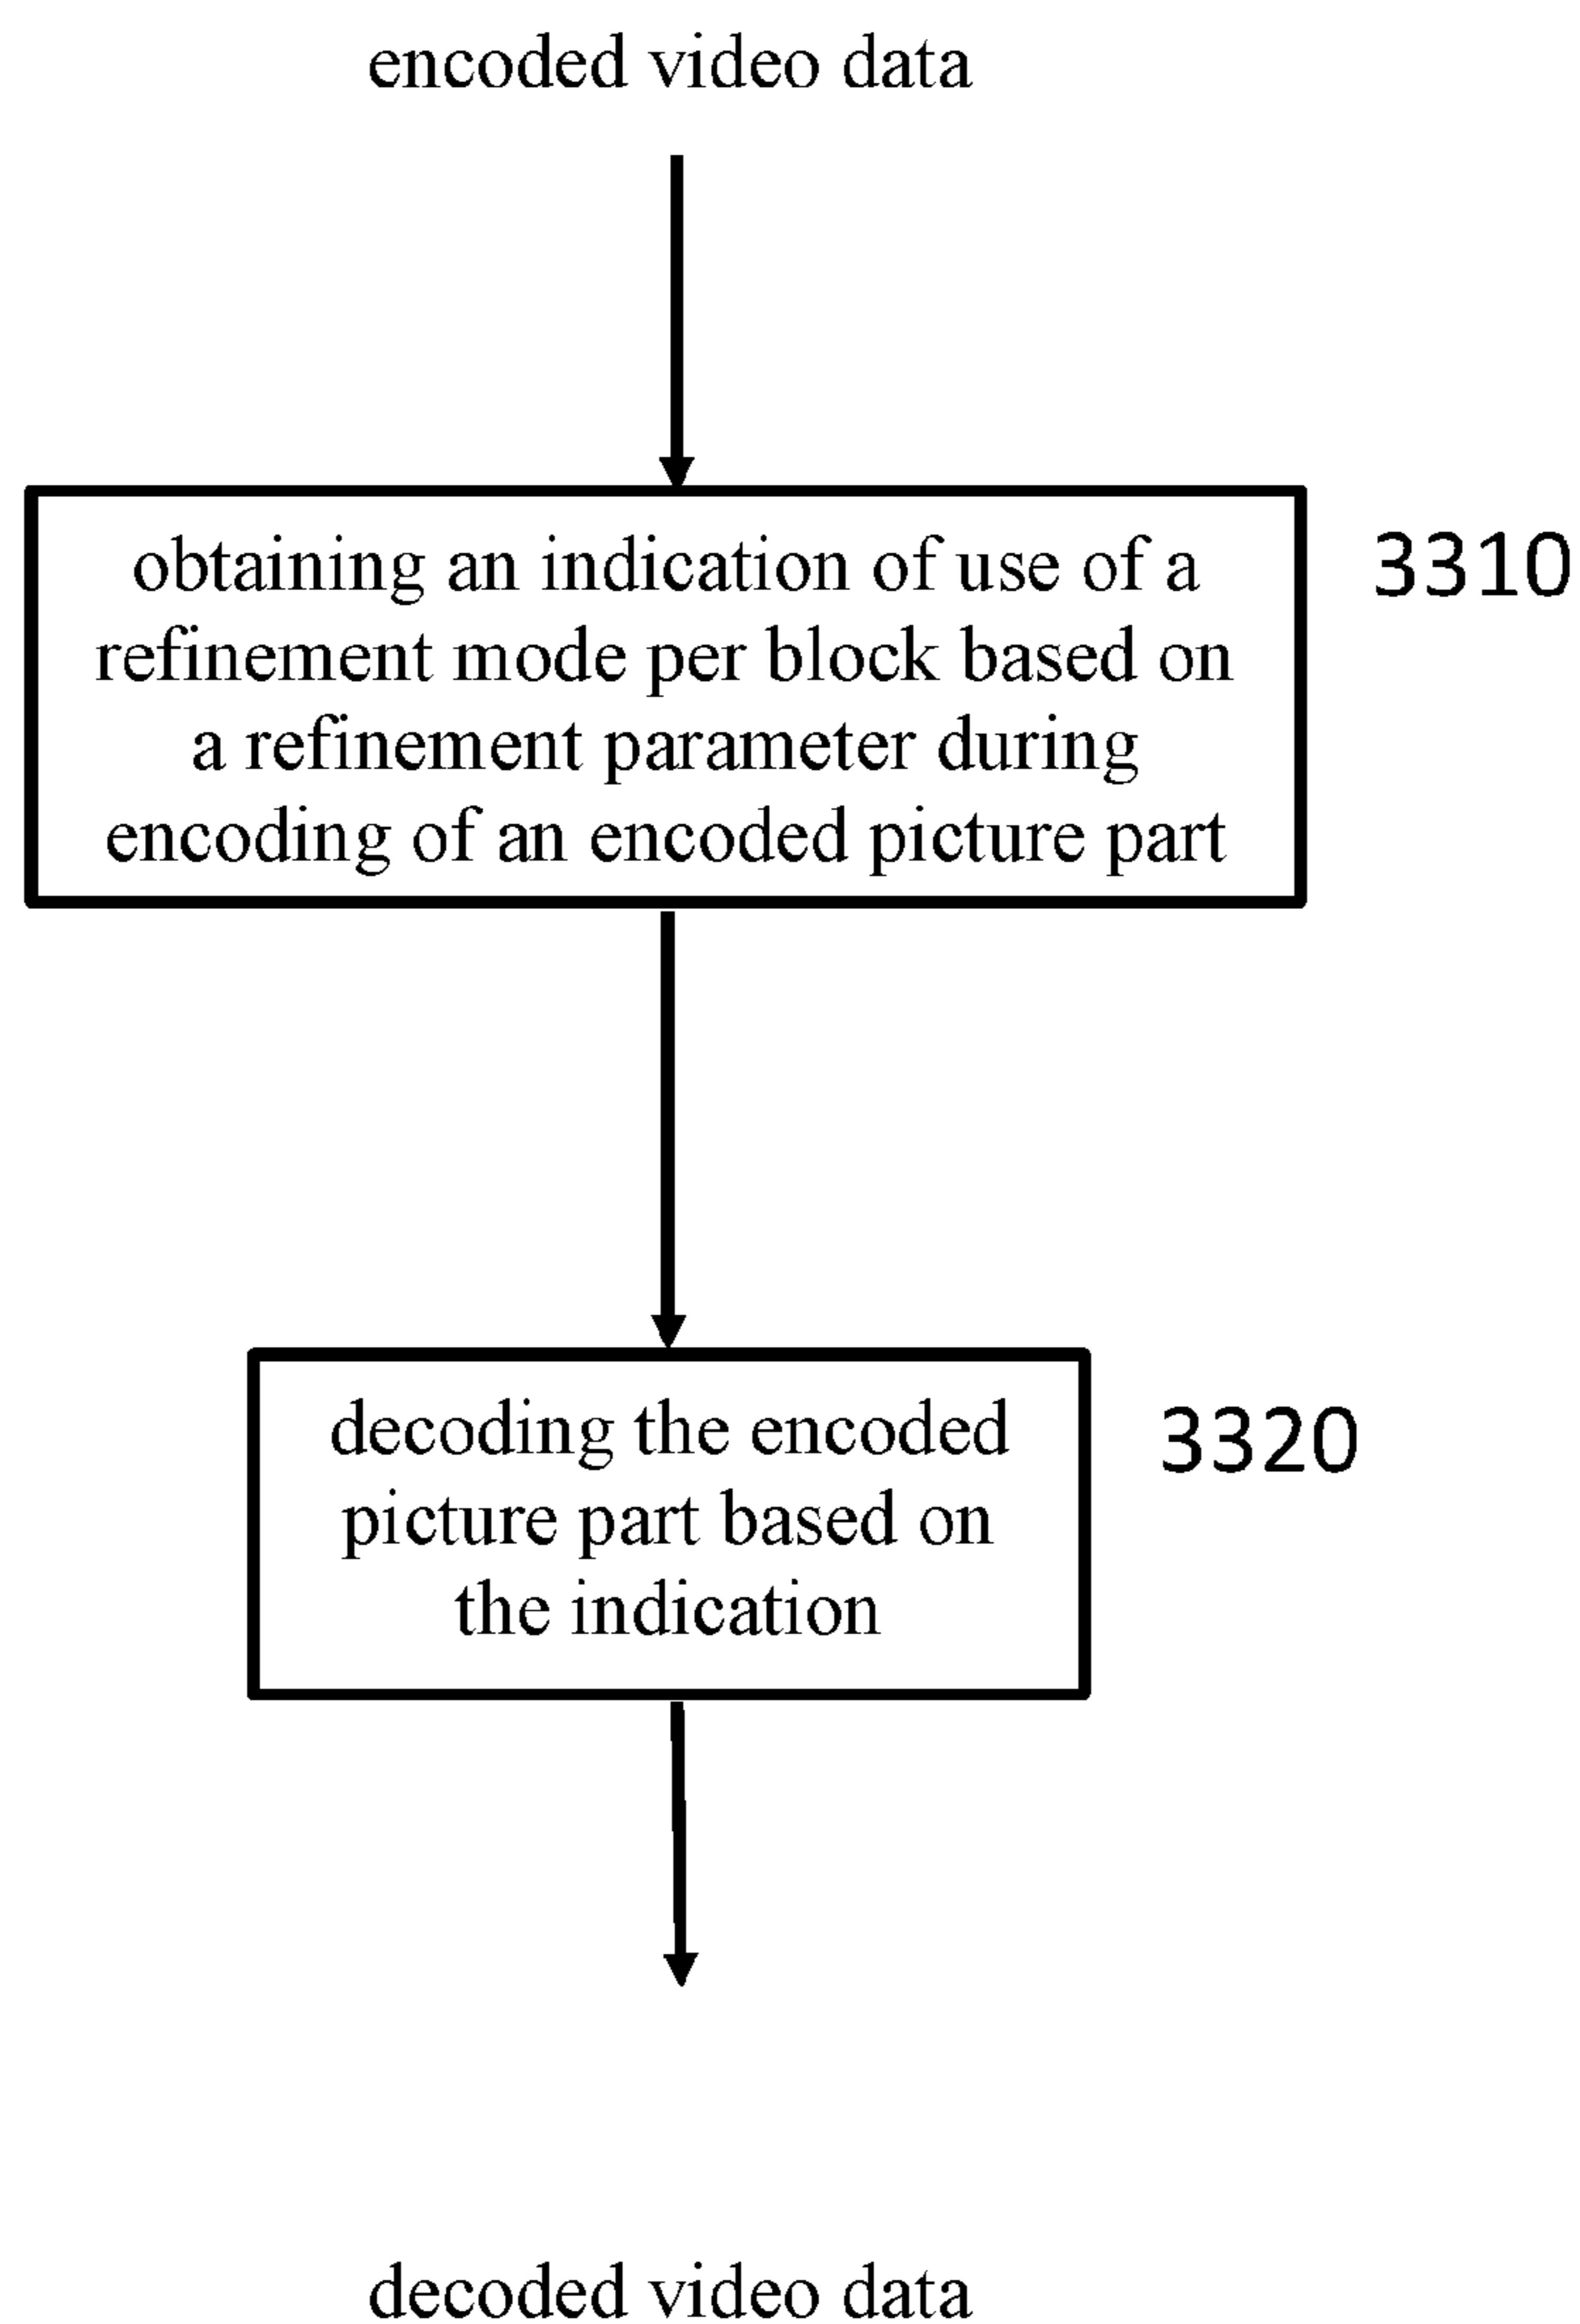 encoded video data
obtaining an indication of use of a
refinement mode per block based on
a refinement parameter during
encoding of an encoded picture part
3310
decoding the encoded
picture part based on
the indication
3320
decoded video data